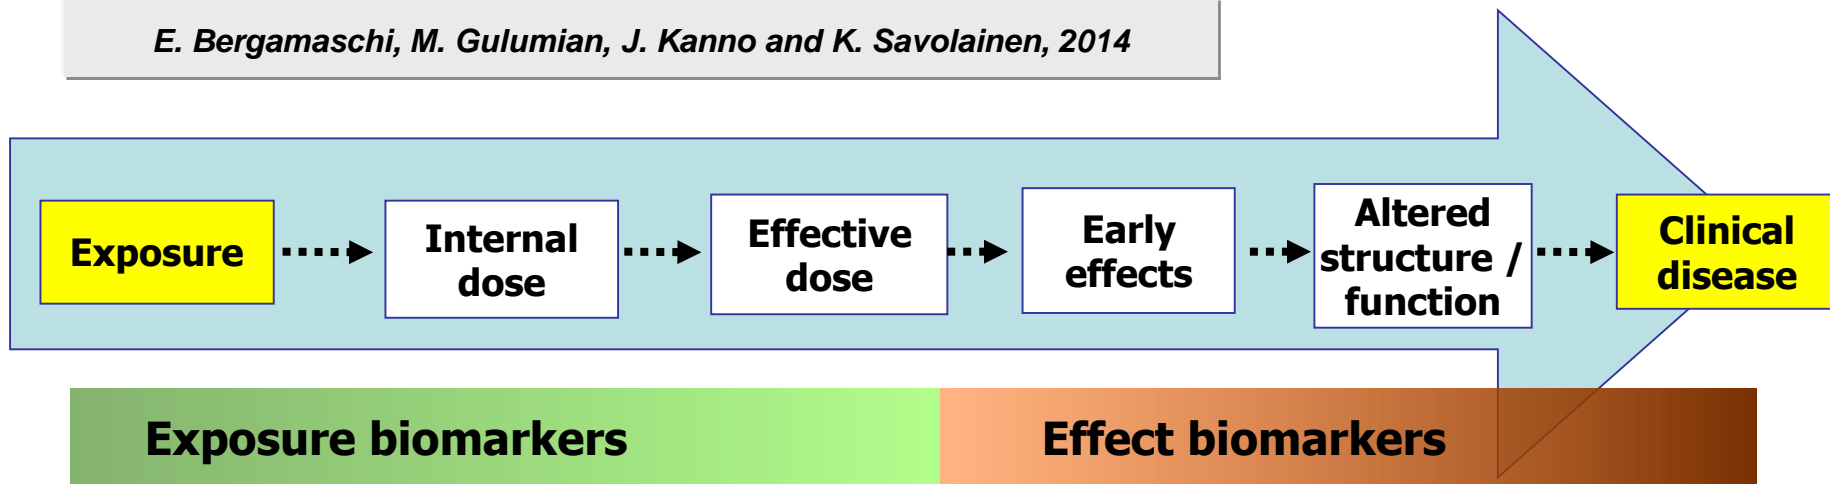 E. Bergamaschi, M. Gulumian, J. Kanno and K. Savolainen, 2014
Exposure
Internal
dose
Effective
dose
Early
effects
Altered
structure /
function
Clinical
disease
Exposure biomarkers
Effect biomarkers